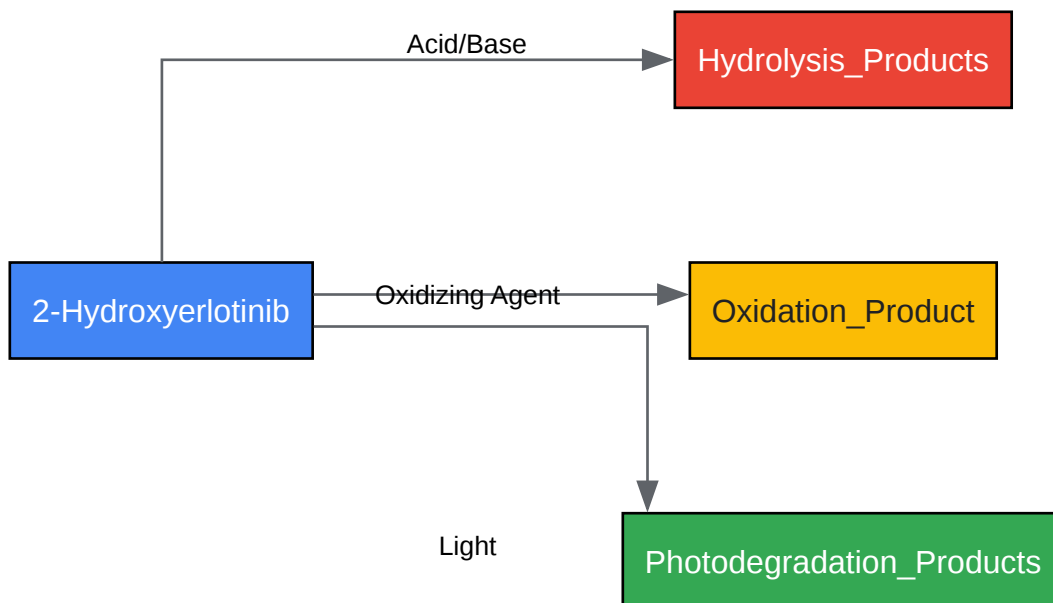 Acid/Base
Hydrolysis_Products
2-Hydroxyerlotinib
Oxidizing Agent
Oxidation_Product
Light
Photodegradation_Products